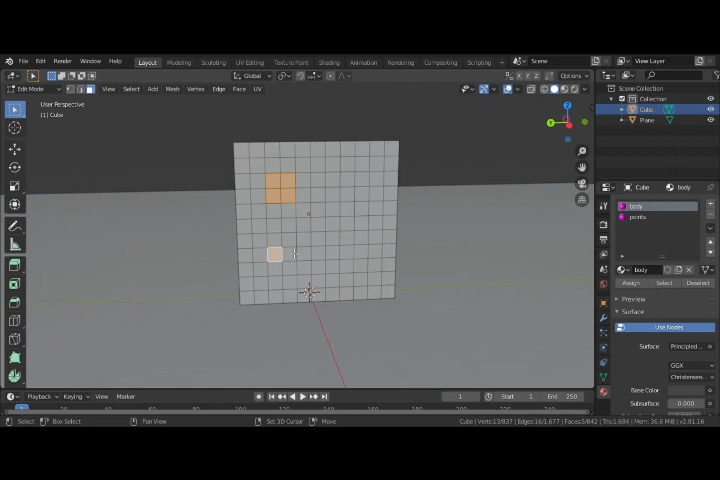 File Edit Render Window Help Layout Modeling Sculpting UV Editing Texture Paint Shading Animation Rendering Compositing Scripting Scene View Layer
Global Options
Edit Mode View Select Add Mesh Vertex Edge Face UV
User Perspective
(1) Cube
Z
Y
Scene Collection
Collection
Cube
Plane
Cube body
body
points
body
Assign Select Deselect
Preview
Surface
Use Nodes
Surface Principled...
GGX
Christensen-...
Base Color
Subsurface 0.000
Playback Keying View Marker 1 Start 1 End 250
Select Box Select Pan View Set 3D Cursor Move Cube | Verts:13/837 | Edges:16/1,677 | Faces:5/842 | Tris:1,684 | Mem: 36.6 MiB | v2.81.16